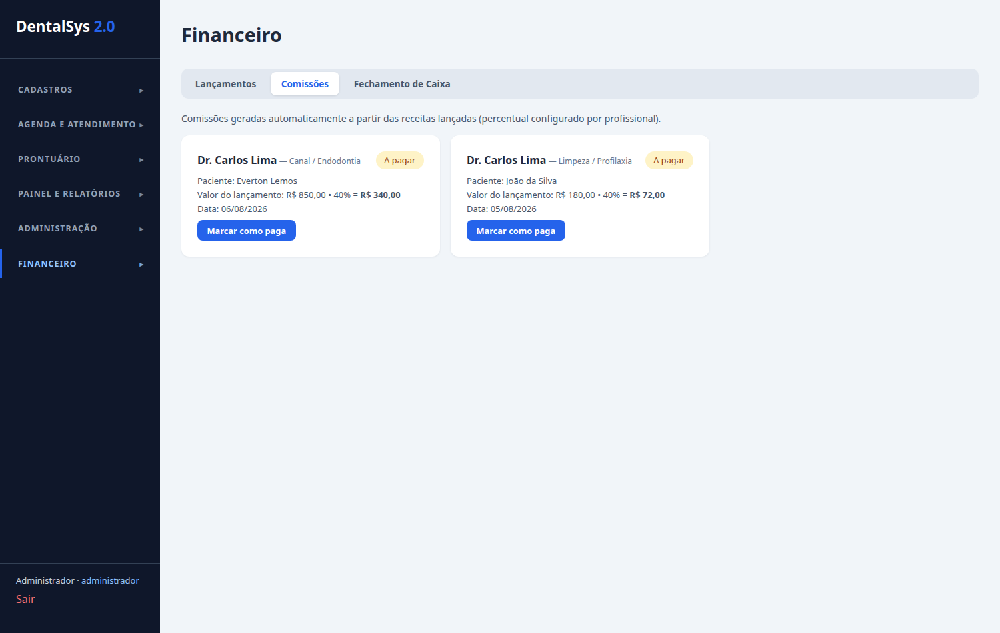 DentalSys 2.0
CADASTROS ▸
AGENDA E ATENDIMENTO ▸
PRONTUÁRIO ▸
PAINEL E RELATÓRIOS ▸
ADMINISTRAÇÃO ▸
FINANCEIRO ▸
Administrador · administrador
Sair
Financeiro
Lançamentos Comissões Fechamento de Caixa
Comissões geradas automaticamente a partir das receitas lançadas (percentual configurado por profissional).
Dr. Carlos Lima — Canal / Endodontia A pagar
Paciente: Everton Lemos
Valor do lançamento: R$ 850,00 • 40% = R$ 340,00
Data: 06/08/2026
Marcar como paga
Dr. Carlos Lima — Limpeza / Profilaxia A pagar
Paciente: João da Silva
Valor do lançamento: R$ 180,00 • 40% = R$ 72,00
Data: 05/08/2026
Marcar como paga